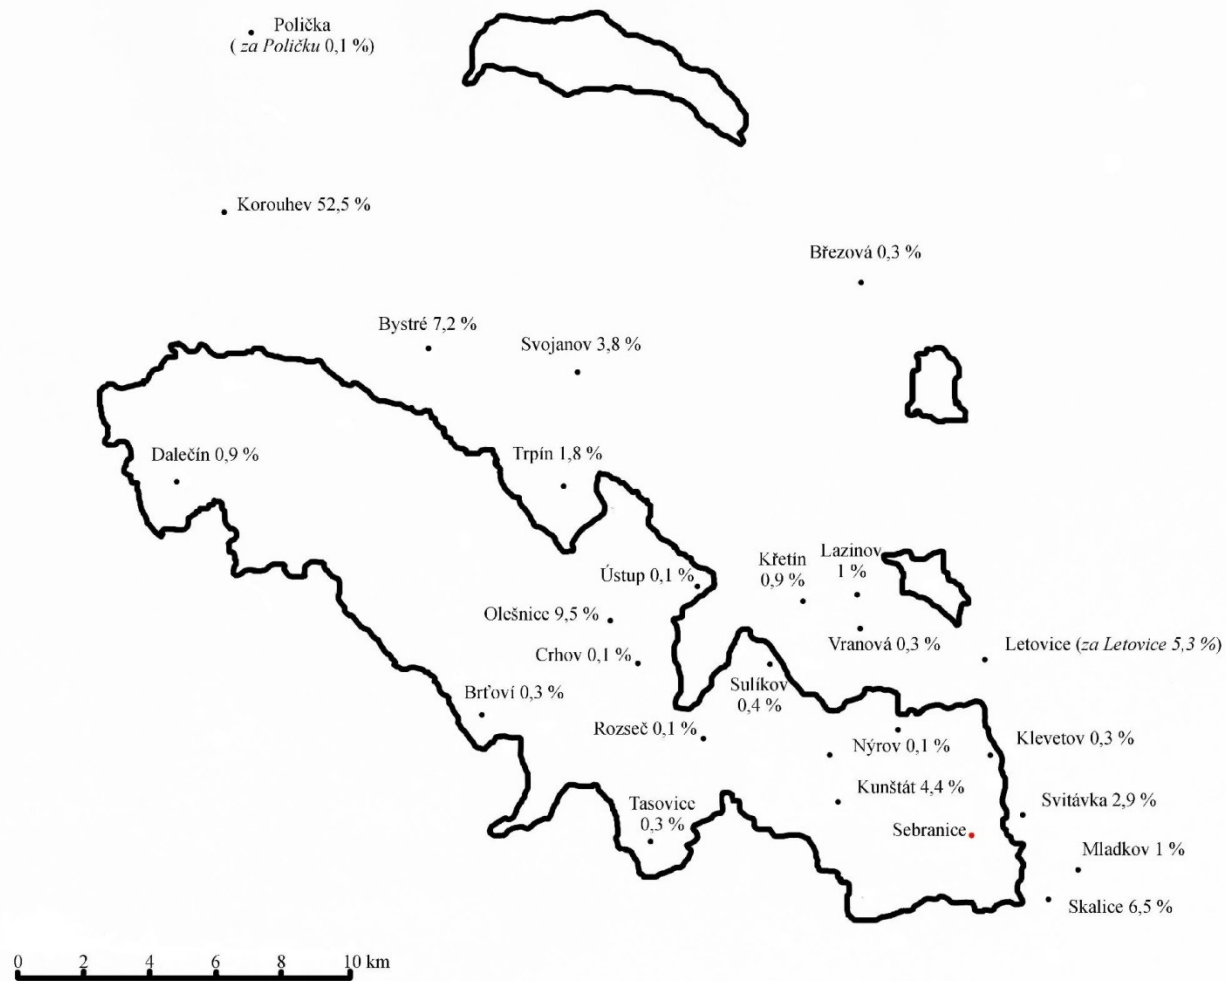 Polička
( za Poličku 0,1 %)
Korouhev 52,5 %
Březová 0,3 %
Bystré 7,2 %
Svojanov 3,8 %
Dalečín 0,9 %
Trpín 1,8 %
Ústup 0,1 %
Křetín
0,9 %
Lazinov
1 %
Olešnice 9,5 %
Vranová 0,3 %
Letovice (za Letovice 5,3 %)
Crhov 0,1 %
Sulíkov
0,4 %
Brťoví 0,3 %
Rozseč 0,1 %
Nýrov 0,1 %
Klevetov 0,3 %
Kunštát 4,4 %
Svitávka 2,9 %
Tasovice
0,3 %
Sebranice
Mladkov 1 %
Skalice 6,5 %
0 2 4 6 8 10 km